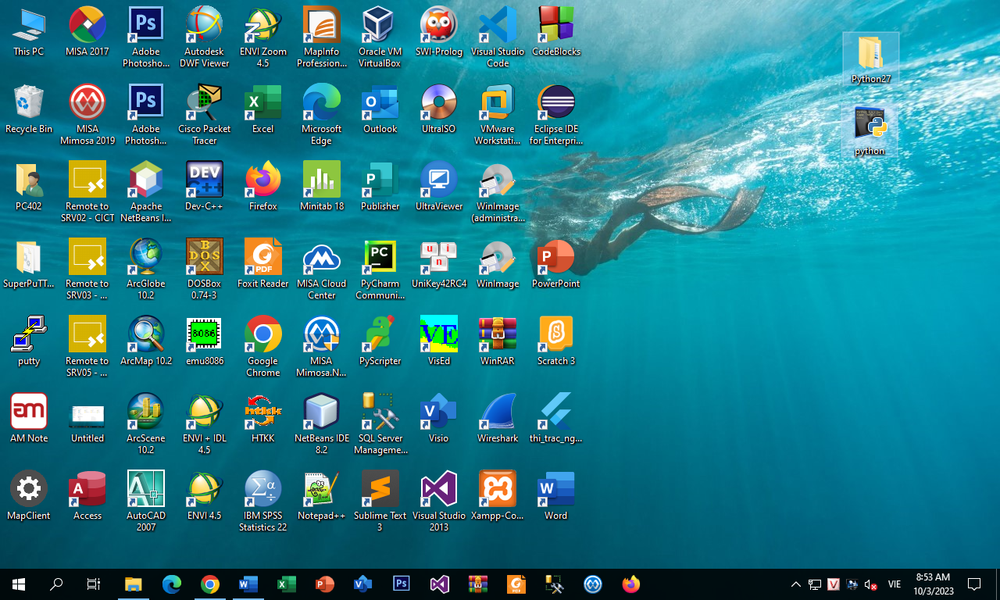 This PC
MISA 2017
Adobe
Photosho...
Autodesk
DWF Viewer
ENVI Zoom
4.5
MapInfo
Profession...
Oracle VM
VirtualBox
SWI-Prolog
Visual Studio
Code
CodeBlocks
Python27
Recycle Bin
MISA
Mimosa 2019
Adobe
Photosh...
Cisco Packet
Tracer
Excel
Microsoft
Edge
Outlook
UltraISO
VMware
Workstati...
Eclipse IDE
for Enterpri...
python
PC402
Remote to
SRV02 - CICT
Apache
NetBeans I...
DEV
C++
Dev-C++
Firefox
Minitab 18
Publisher
UltraViewer
WinImage
(administra...
SuperPuTT...
Remote to
SRV03 - ...
ArcGlobe
10.2
DOSBox
0.74-3
PDF
Foxit Reader
MISA Cloud
Center
PC
PyCharm
Communi...
UniKey42RC4
WinImage
PowerPoint
putty
Remote to
SRV05 - ...
ArcMap 10.2
8086
emu8086
Google
Chrome
MISA
Mimosa.N...
PyScripter
VE
VisEd
WinRAR
Scratch 3
am
AM Note
Untitled
ArcScene
10.2
ENVI + IDL
4.5
htkk
HTKK
NetBeans IDE
8.2
SQL Server
Manageme...
Visio
Wireshark
thi_trac_ng...
MapClient
Access
AutoCAD
2007
ENVI 4.5
IBM SPSS
Statistics 22
Notepad++
Sublime Text
3
Visual Studio
2013
Xampp-Co...
Word
VIE
8:53 AM
10/3/2023